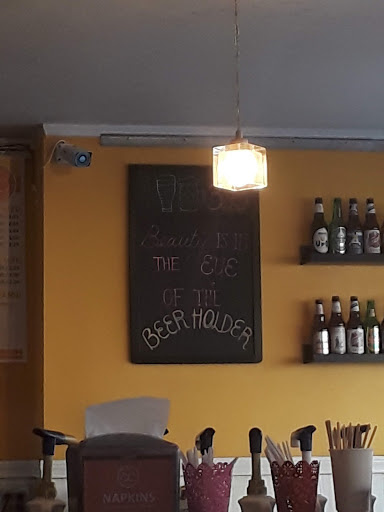 Beauty IS IN
THE EYE
OF THE
BEER HOLDER
NAPKINS